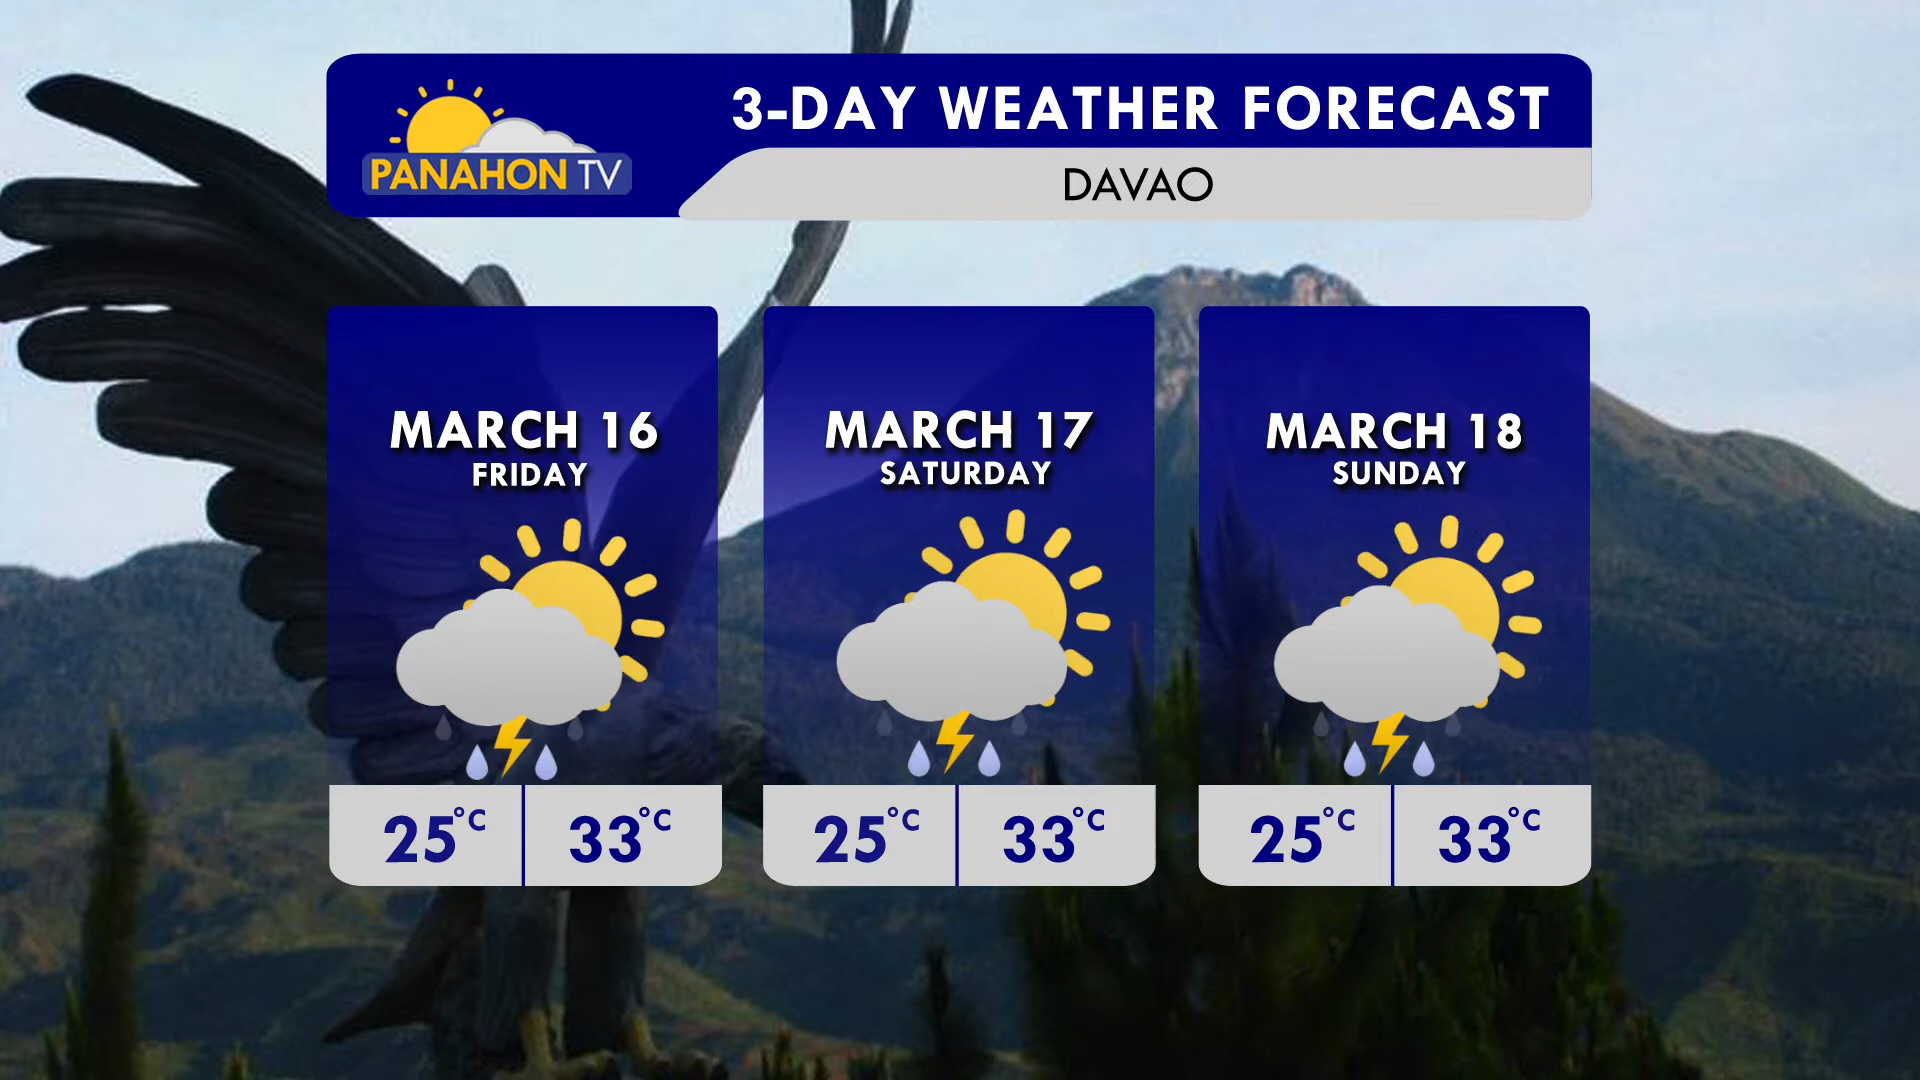 3-DAY WEATHER FORECAST
PANAHON TV
DAVAO
MARCH 16
FRIDAY
25°C
33°C
MARCH 17
SATURDAY
25°C
33°C
MARCH 18
SUNDAY
25°C
33°C